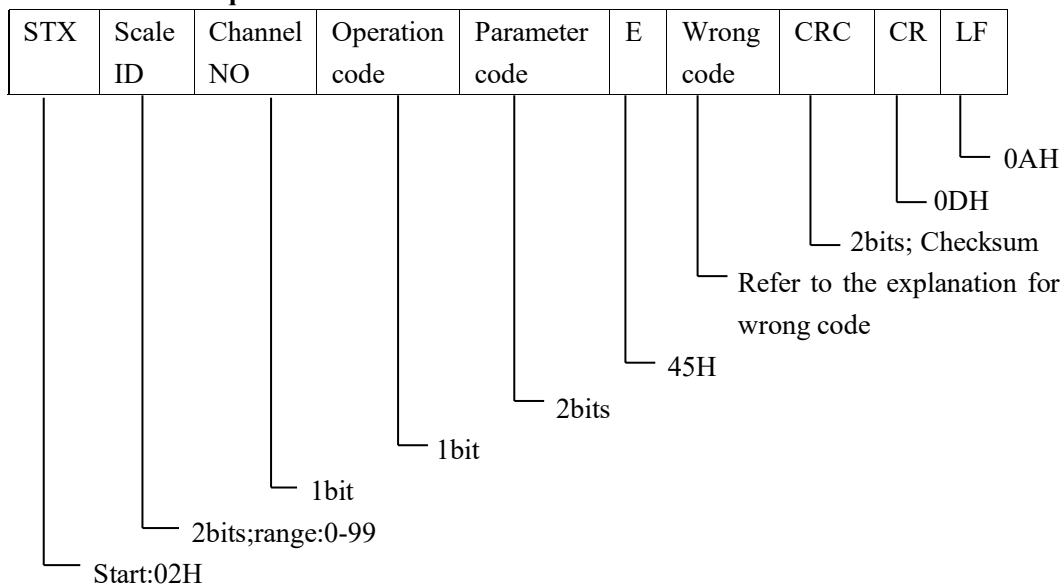 STX Scale ID Channel NO Operation code Parameter code E Wrong code CRC CR LF
0AH
0DH
2bits; Checksum
Refer to the explanation for
wrong code
45H
2bits
1bit
1bit
2bits;range:0-99
Start:02H